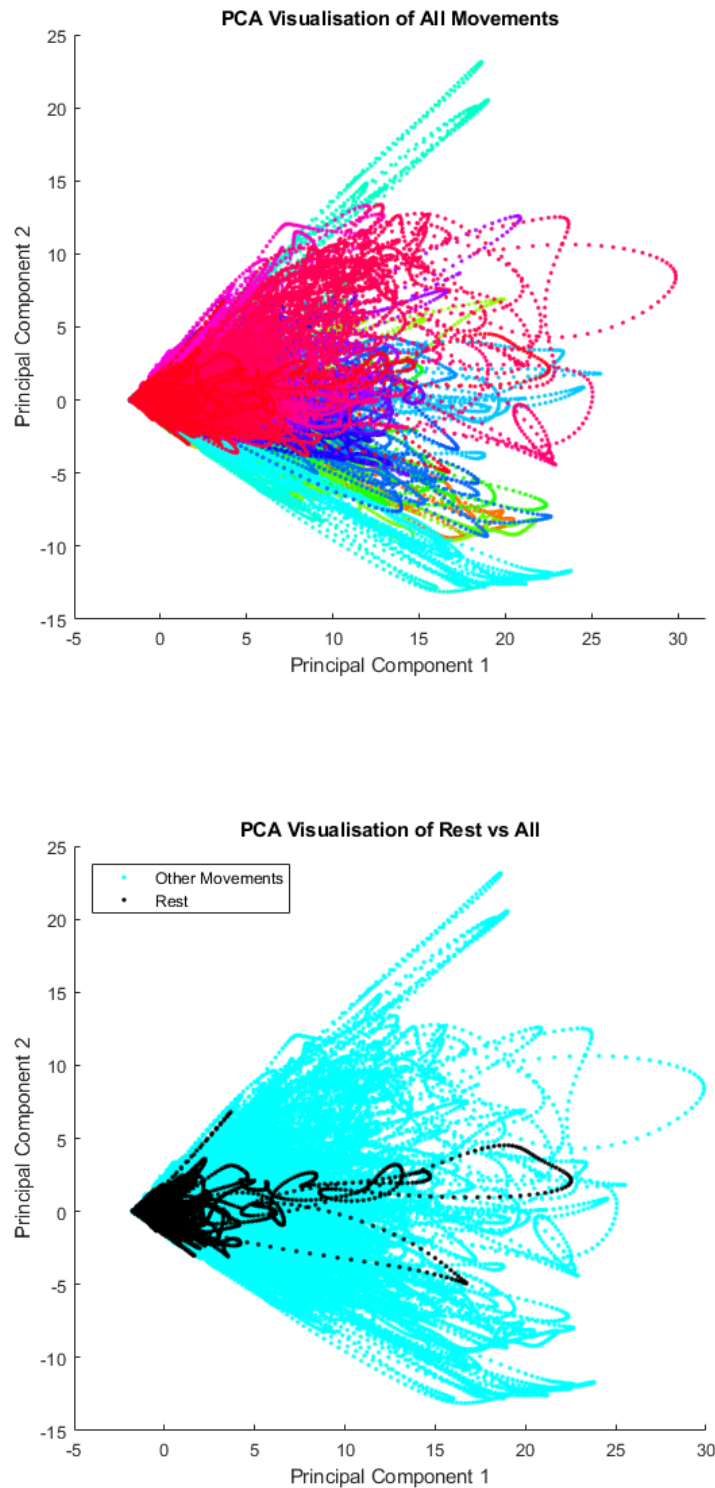 PCA Visualisation of All Movements
25
20
15
10
5
0
-5
-10
-15
Principal Component 2
-5 0 5 10 15 20 25 30
Principal Component 1
PCA Visualisation of Rest vs All
Other Movements
Rest
25
20
15
10
5
0
-5
-10
-15
Principal Component 2
-5 0 5 10 15 20 25 30
Principal Component 1